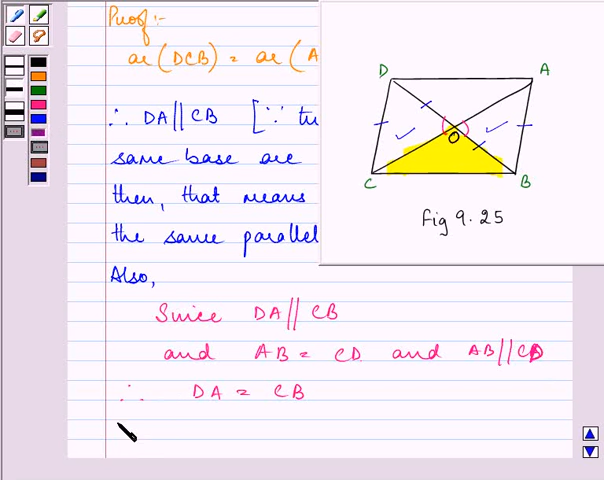 Proof:-
ar(DCB) = ar(A
∴ DA || CB [∵
same base are
then, that means
the same parallel
Also,
Since DA || CB
and AB = CD and AB || CD
∴ DA = CB
D
A
O
C
B
Fig 9.25